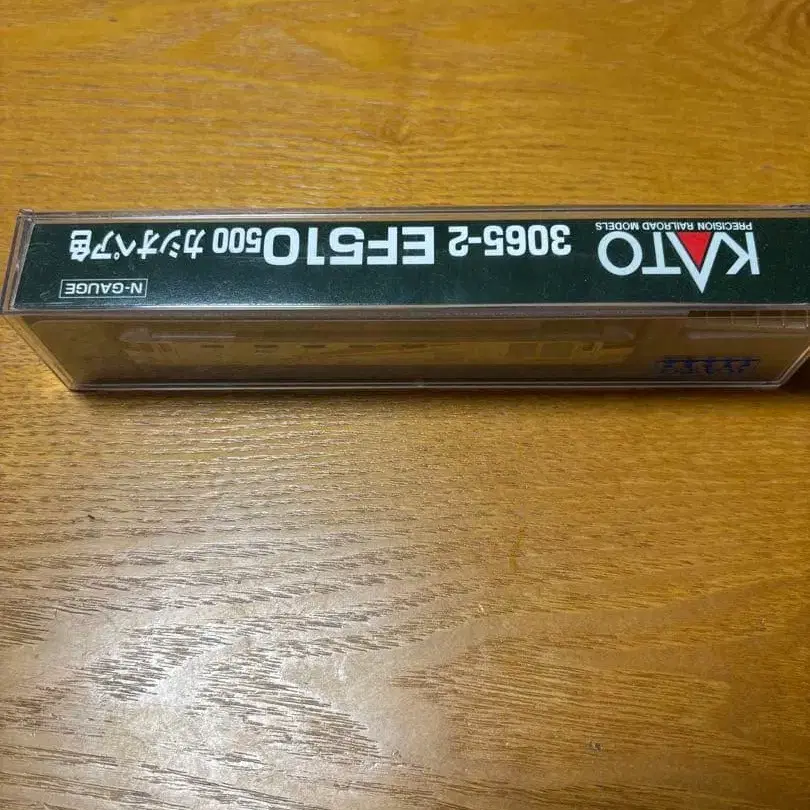 KATO
PRECISION RAILROAD MODELS
3065-2 EF510 500 カシオペア色
N-GAUGE